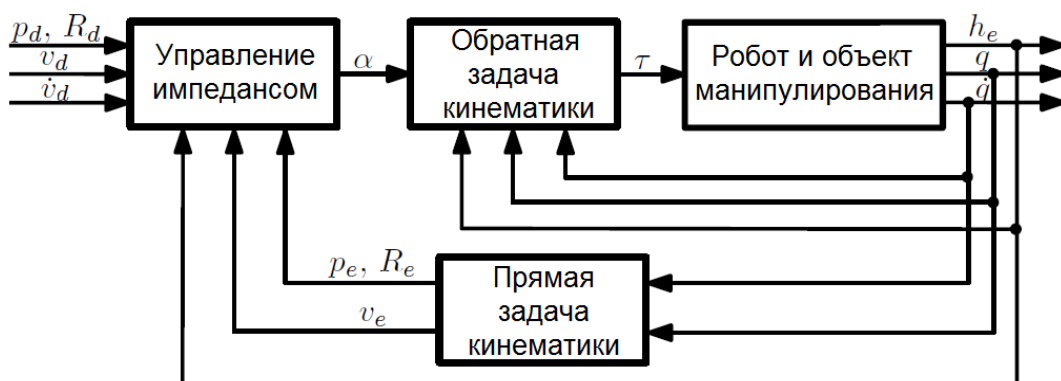 p_d, R_d
v_d
v̇_d
Управление
импедансом
α
Обратная
задача
кинематики
τ
Робот и объект
манипулирования
h_e
q
q̇
p_e, R_e
v_e
Прямая
задача
кинематики